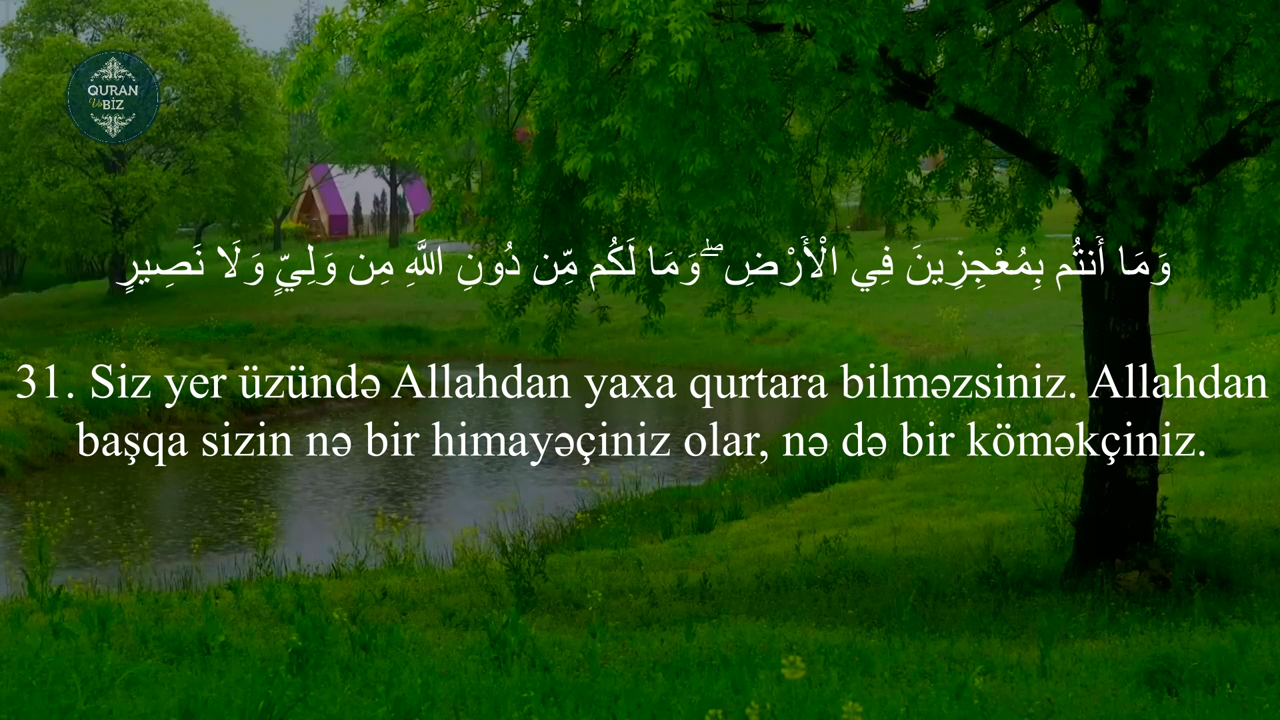 QURAN
Və BİZ
وَمَا أَنتُم بِمُعْجِزِينَ فِي الْأَرْضِ ۖ وَمَا لَكُم مِّن دُونِ اللَّهِ مِن وَلِيٍّ وَلَا نَصِيرٍ
31. Siz yer üzündə Allahdan yaxa qurtara bilməzsiniz. Allahdan
başqa sizin nə bir himayəçiniz olar, nə də bir köməkçiniz.